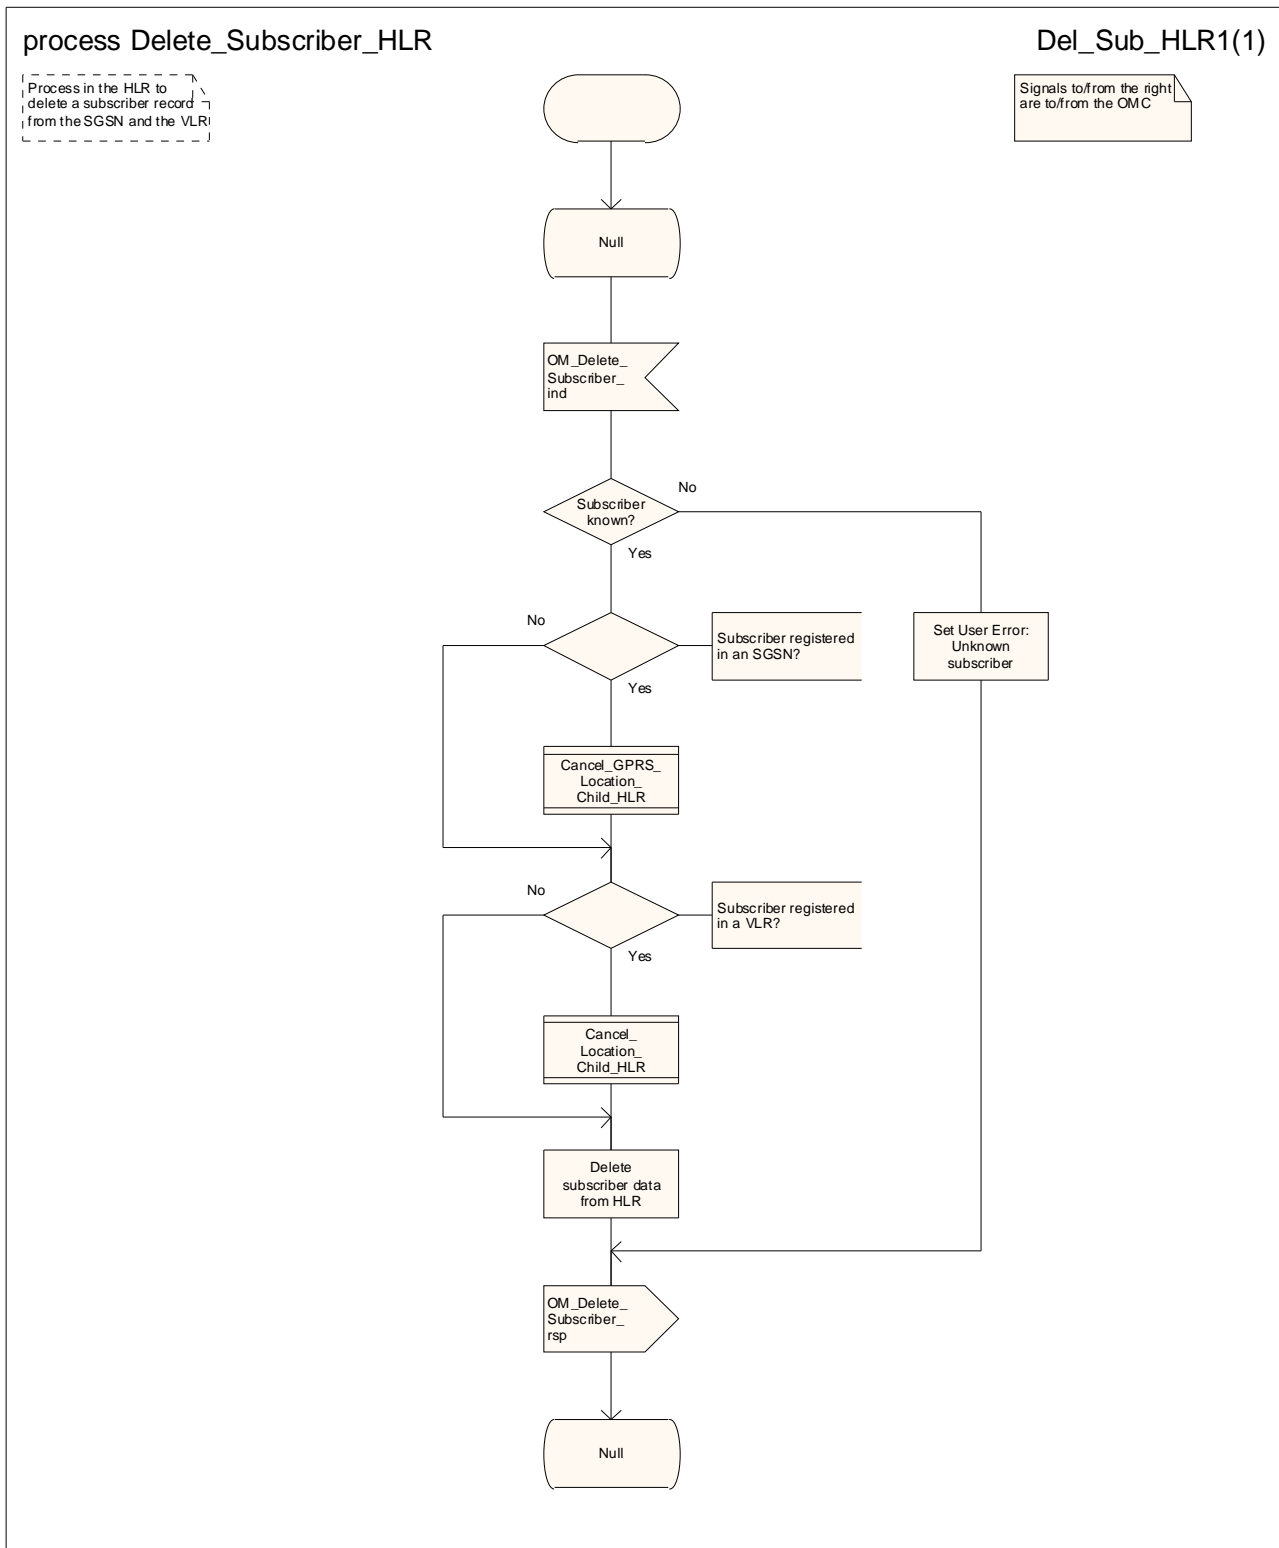 process Delete_Subscriber_HLR
Del_Sub_HLR1(1)
Process in the HLR to
delete a subscriber record
from the SGSN and the VLR
Signals to/from the right
are to/from the OMC
Null
OM_Delete_
Subscriber_
ind
Subscriber
known?
No
Yes
No
Subscriber registered
in an SGSN?
Set User Error:
Unknown
subscriber
Yes
Cancel_GPRS_
Location_
Child_HLR
No
Subscriber registered
in a VLR?
Yes
Cancel_
Location_
Child_HLR
Delete
subscriber data
from HLR
OM_Delete_
Subscriber_
rsp
Null